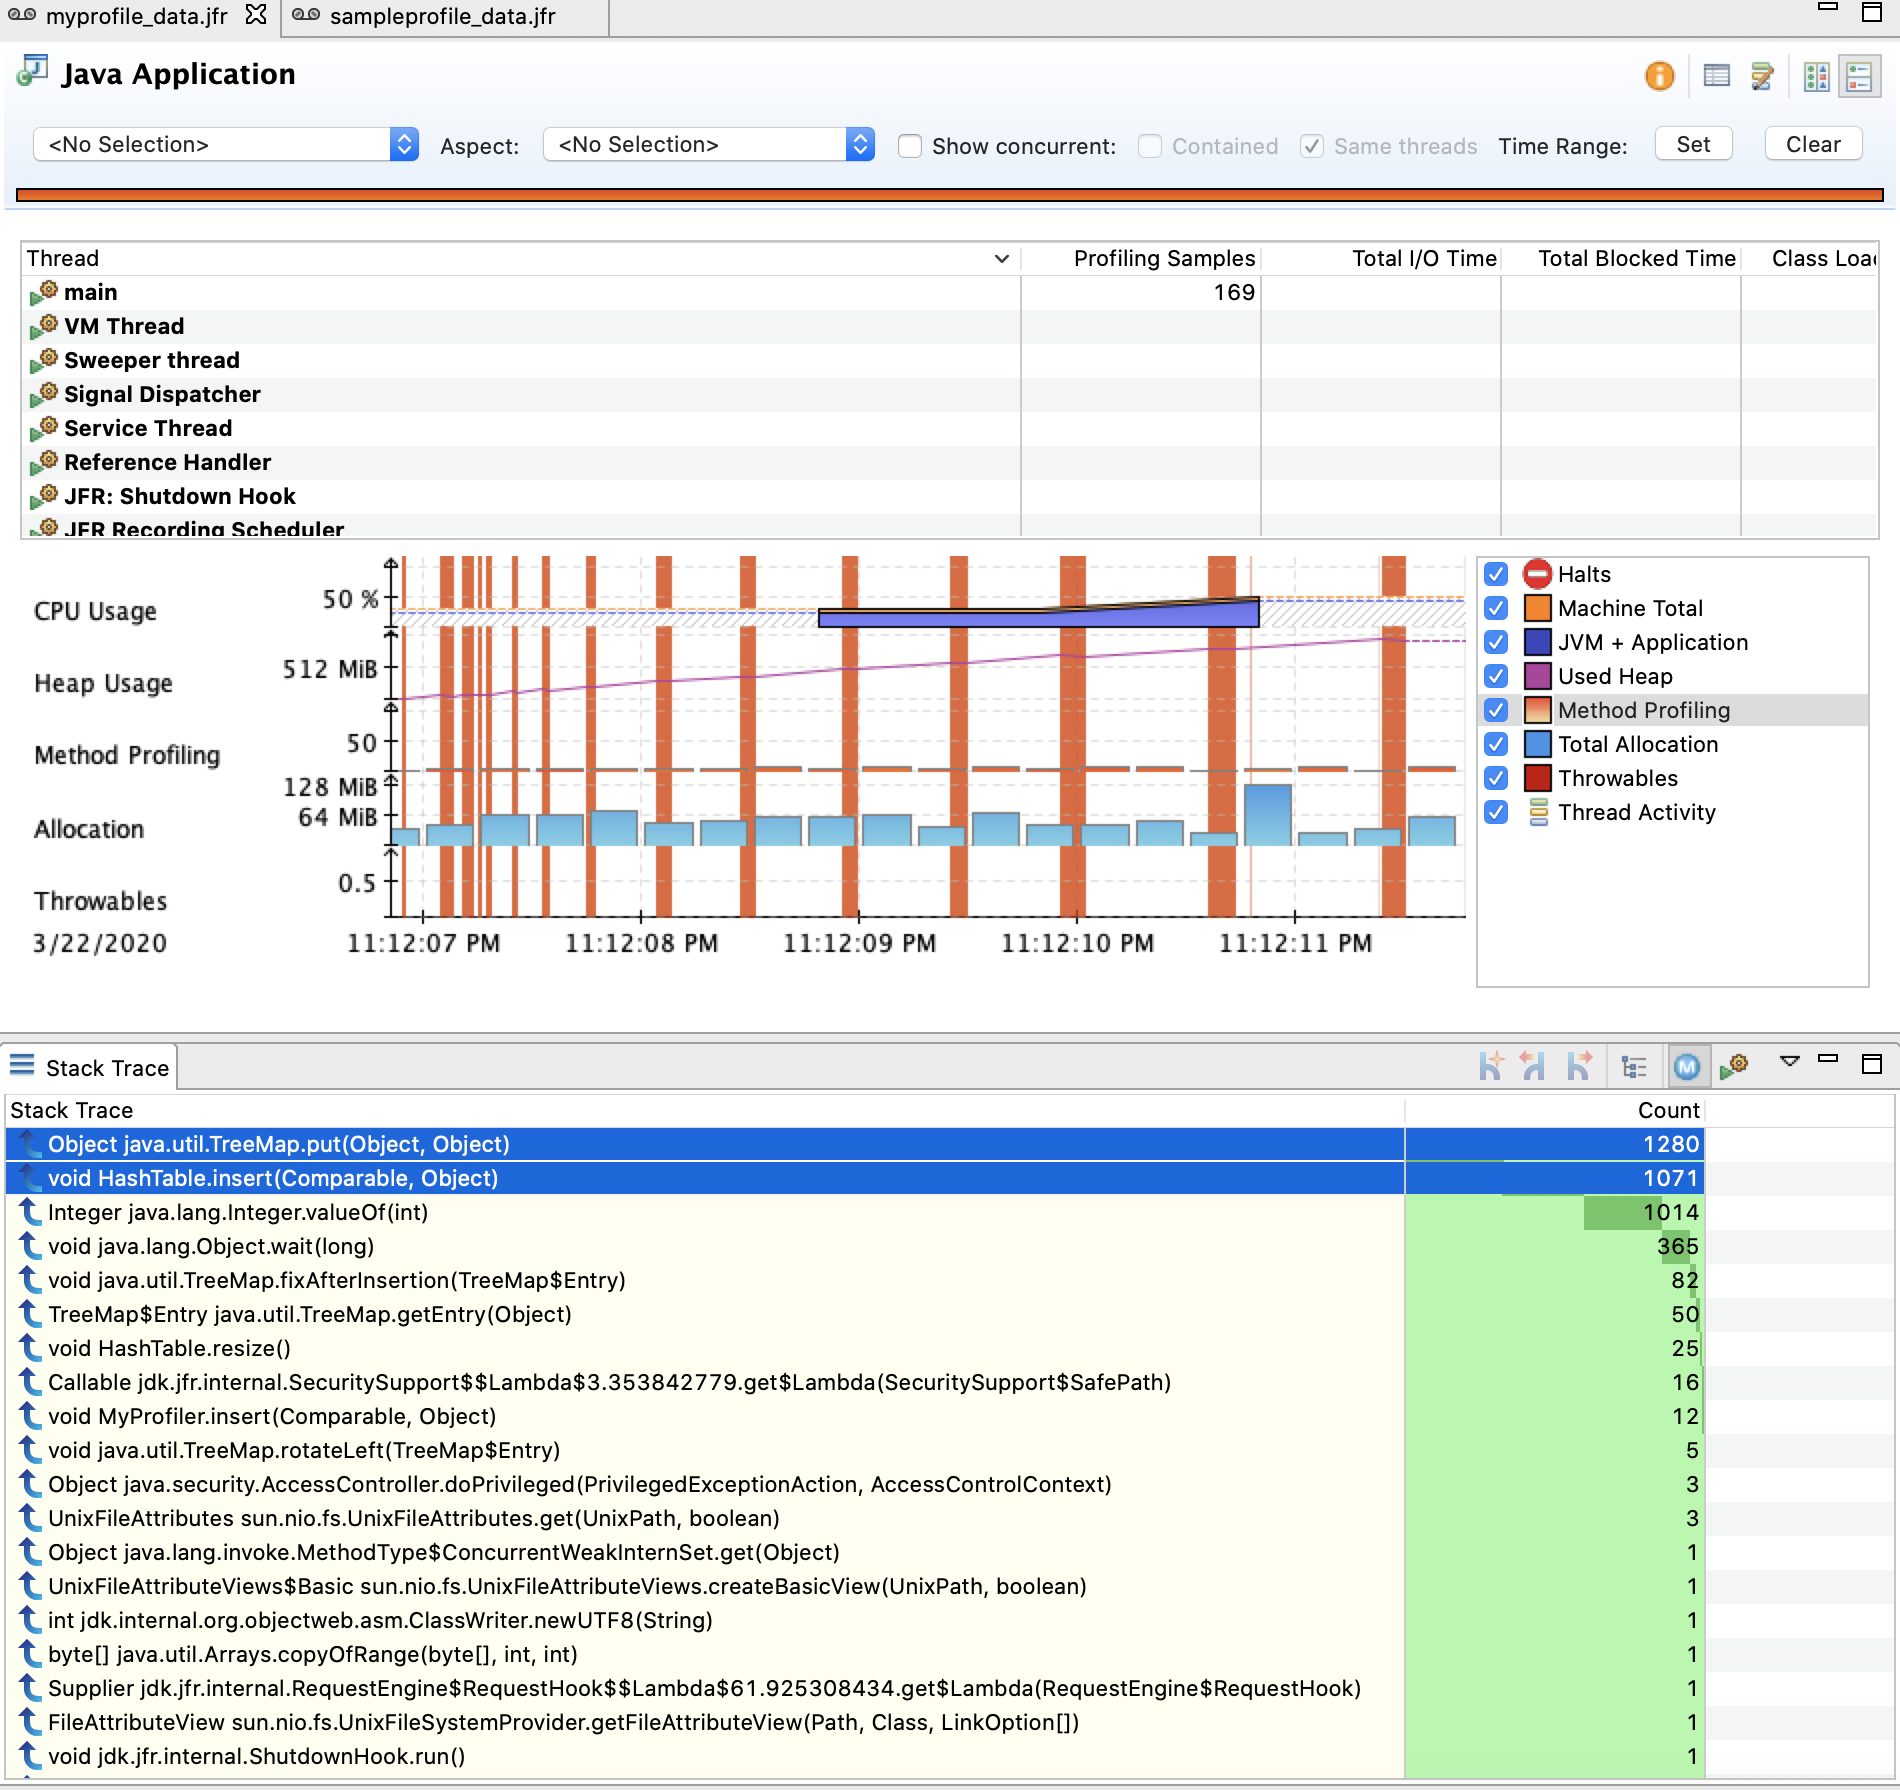 myprofile_data.jfr sampleprofile_data.jfr
Java Application
<No Selection> Aspect: <No Selection> Show concurrent: Contained Same threads Time Range: Set Clear
Thread Profiling Samples Total I/O Time Total Blocked Time Class Loa
main 169
VM Thread
Sweeper thread
Signal Dispatcher
Service Thread
Reference Handler
JFR: Shutdown Hook
JFR Recording Scheduler
CPU Usage 50 %
Heap Usage 512 MiB
Method Profiling 50
128 MiB
Allocation 64 MiB
Throwables 0.5
3/22/2020 11:12:07 PM 11:12:08 PM 11:12:09 PM 11:12:10 PM 11:12:11 PM
Halts
Machine Total
JVM + Application
Used Heap
Method Profiling
Total Allocation
Throwables
Thread Activity
Stack Trace
Stack Trace Count
Object java.util.TreeMap.put(Object, Object) 1280
void HashTable.insert(Comparable, Object) 1071
Integer java.lang.Integer.valueOf(int) 1014
void java.lang.Object.wait(long) 365
void java.util.TreeMap.fixAfterInsertion(TreeMap$Entry) 82
TreeMap$Entry java.util.TreeMap.getEntry(Object) 50
void HashTable.resize() 25
Callable jdk.jfr.internal.SecuritySupport$$Lambda$3.353842779.get$Lambda(SecuritySupport$SafePath) 16
void MyProfiler.insert(Comparable, Object) 12
void java.util.TreeMap.rotateLeft(TreeMap$Entry) 5
Object java.security.AccessController.doPrivileged(PrivilegedExceptionAction, AccessControlContext) 3
UnixFileAttributes sun.nio.fs.UnixFileAttributes.get(UnixPath, boolean) 3
Object java.lang.invoke.MethodType$ConcurrentWeakInternSet.get(Object) 1
UnixFileAttributeViews$Basic sun.nio.fs.UnixFileAttributeViews.createBasicView(UnixPath, boolean) 1
int jdk.internal.org.objectweb.asm.ClassWriter.newUTF8(String) 1
byte[] java.util.Arrays.copyOfRange(byte[], int, int) 1
Supplier jdk.jfr.internal.RequestEngine$RequestHook$$Lambda$61.925308434.get$Lambda(RequestEngine$RequestHook) 1
FileAttributeView sun.nio.fs.UnixFileSystemProvider.getFileAttributeView(Path, Class, LinkOption[]) 1
void jdk.jfr.internal.ShutdownHook.run() 1